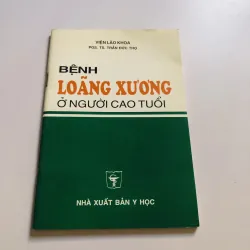 VIỆN LÃO KHOA
PGS. TS. TRẦN ĐỨC THỌ
BỆNH
LOÃNG XƯƠNG
Ở NGƯỜI CAO TUỔI
NHÀ XUẤT BẢN Y HỌC